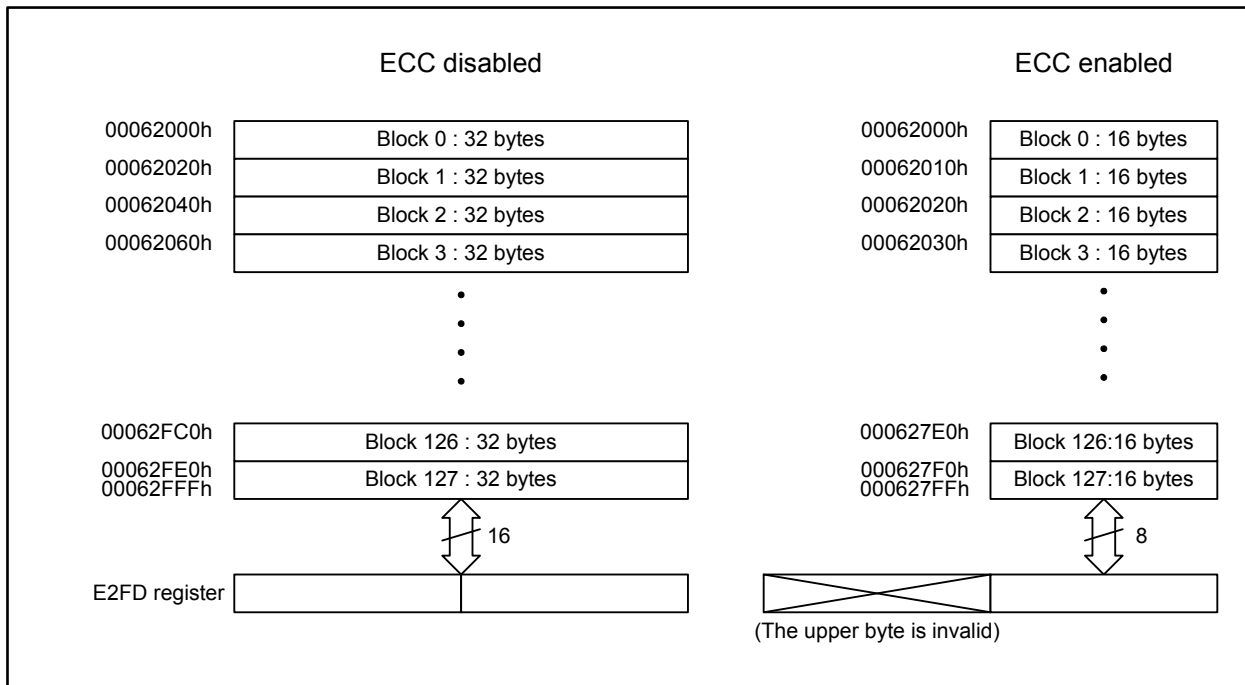 ECC disabled
00062000h
Block 0 : 32 bytes
00062020h
Block 1 : 32 bytes
00062040h
Block 2 : 32 bytes
00062060h
Block 3 : 32 bytes
00062FC0h
Block 126 : 32 bytes
00062FE0h
Block 127 : 32 bytes
00062FFFh
16
E2FD register
ECC enabled
00062000h
Block 0 : 16 bytes
00062010h
Block 1 : 16 bytes
00062020h
Block 2 : 16 bytes
00062030h
Block 3 : 16 bytes
000627E0h
Block 126:16 bytes
000627F0h
Block 127:16 bytes
000627FFh
8
(The upper byte is invalid)